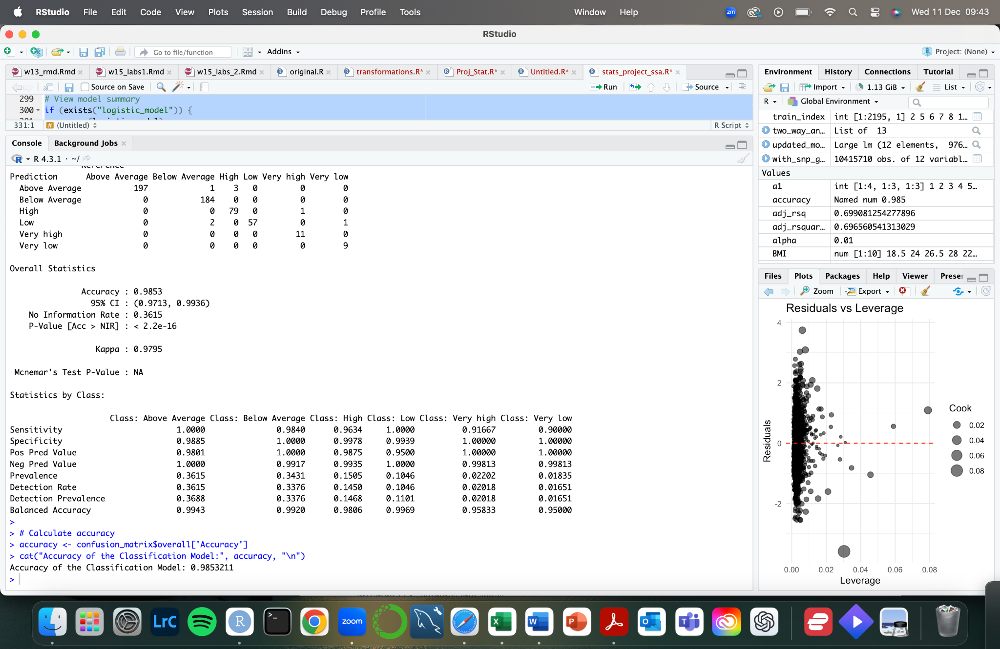 RStudio File Edit Code View Plots Session Build Debug Profile Tools Window Help zm Wed 11 Dec 09:43
RStudio
Go to file/function Addins Project: (None)
w13_rmd.Rmd w15_labs1.Rmd w15_labs_2.Rmd original.R transformations.R* Proj_Stat.R* Untitled.R* stats_project_ssa.R*
Source on Save Run Source
299 # View model summary
300 if (exists("logistic_model")) {
331:1 # (Untitled) R Script
Console Background Jobs
R R 4.3.1 · ~/
Reference
Prediction Above Average Below Average High Low Very high Very low
Above Average 197 1 3 0 0 0
Below Average 0 184 0 0 0 0
High 0 0 79 0 1 0
Low 0 2 0 57 0 1
Very high 0 0 0 0 11 0
Very low 0 0 0 0 0 9
Overall Statistics
Accuracy : 0.9853
95% CI : (0.9713, 0.9936)
No Information Rate : 0.3615
P-Value [Acc > NIR] : < 2.2e-16
Kappa : 0.9795
Mcnemar's Test P-Value : NA
Statistics by Class:
Class: Above Average Class: Below Average Class: High Class: Low Class: Very high Class: Very low
Sensitivity 1.0000 0.9840 0.9634 1.0000 0.91667 0.90000
Specificity 0.9885 1.0000 0.9978 0.9939 1.00000 1.00000
Pos Pred Value 0.9801 1.0000 0.9875 0.9500 1.00000 1.00000
Neg Pred Value 1.0000 0.9917 0.9935 1.0000 0.99813 0.99813
Prevalence 0.3615 0.3431 0.1505 0.1046 0.02202 0.01835
Detection Rate 0.3615 0.3376 0.1450 0.1046 0.02018 0.01651
Detection Prevalence 0.3688 0.3376 0.1468 0.1101 0.02018 0.01651
Balanced Accuracy 0.9943 0.9920 0.9806 0.9969 0.95833 0.95000
>
> # Calculate accuracy
> accuracy <- confusion_matrix$overall['Accuracy']
> cat("Accuracy of the Classification Model:", accuracy, "\n")
Accuracy of the Classification Model: 0.9853211
>
Environment History Connections Tutorial
Import 1.13 GiB List
R Global Environment
train_index int [1:2195, 1] 2 5 6 7 8 1…
two_way_an… List of 13
updated_mo… Large lm (12 elements, 976…
with_snp_g… 10415710 obs. of 12 variabl…
Values
a1 int [1:4, 1:3, 1:3] 1 2 3 4 5…
accuracy Named num 0.985
adj_rsq 0.699081254277896
adj_rsquar… 0.696560541313029
alpha 0.01
BMI num [1:10] 18.5 24 26.5 28 22…
Files Plots Packages Help Viewer Preser
Zoom Export
Residuals vs Leverage
4
2
0
-2
Residuals
0.00 0.02 0.04 0.06 0.08
Leverage
Cook
0.02
0.04
0.06
0.08
LrC R >_ zoom X W P O T